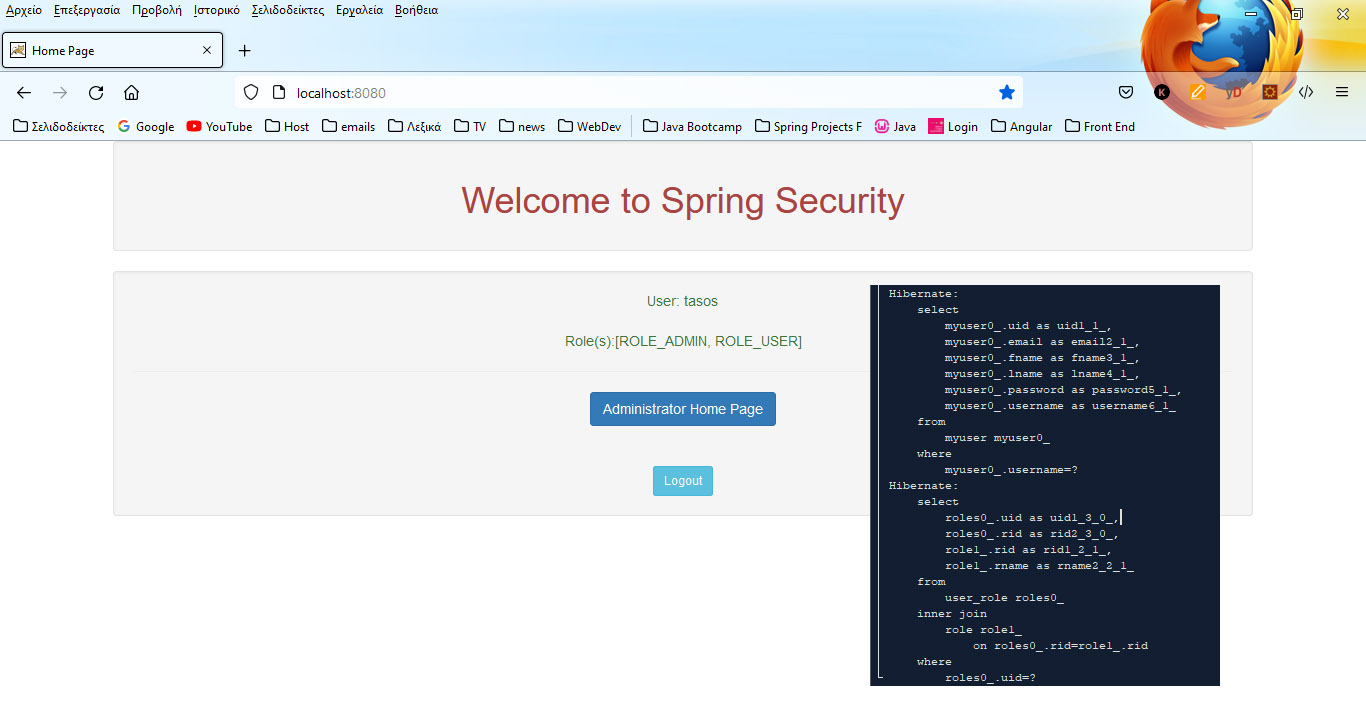 Αρχείο Επεξεργασία Προβολή Ιστορικό Σελιδοδείκτες Εργαλεία Βοήθεια
Home Page
localhost:8080
K
yD
Σελιδοδείκτες Google YouTube Host emails Λεξικά TV news WebDev Java Bootcamp Spring Projects F Java Login Angular Front End
Welcome to Spring Security
User: tasos
Role(s):[ROLE_ADMIN, ROLE_USER]
Administrator Home Page
Logout
Hibernate:
select
myuser0_.uid as uid1_1_,
myuser0_.email as email2_1_,
myuser0_.fname as fname3_1_,
myuser0_.lname as lname4_1_,
myuser0_.password as password5_1_,
myuser0_.username as username6_1_
from
myuser myuser0_
where
myuser0_.username=?
Hibernate:
select
roles0_.uid as uid1_3_0_,
roles0_.rid as rid2_3_0_,
role1_.rid as rid1_2_1_,
role1_.rname as rname2_2_1_
from
user_role roles0_
inner join
role role1_
on roles0_.rid=role1_.rid
where
roles0_.uid=?